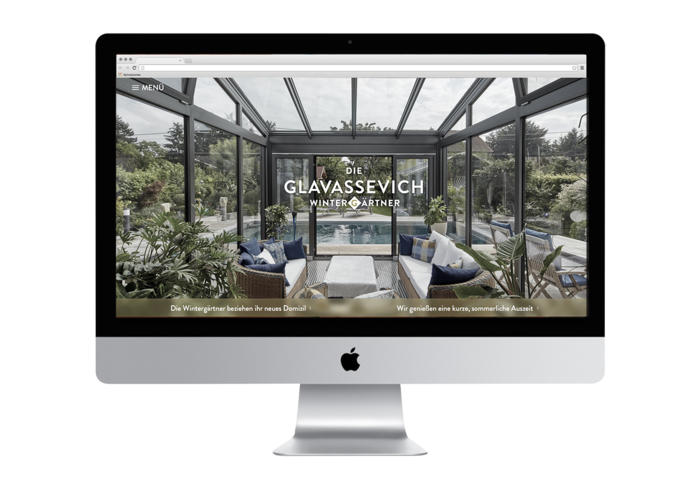 MENÜ
DIE
GLAVASSEVICH
WINTERGÄRTNER
Die Wintergärtner beziehen ihr neues Domizil ›
Wir genießen eine kurze, sommerliche Auszeit ›